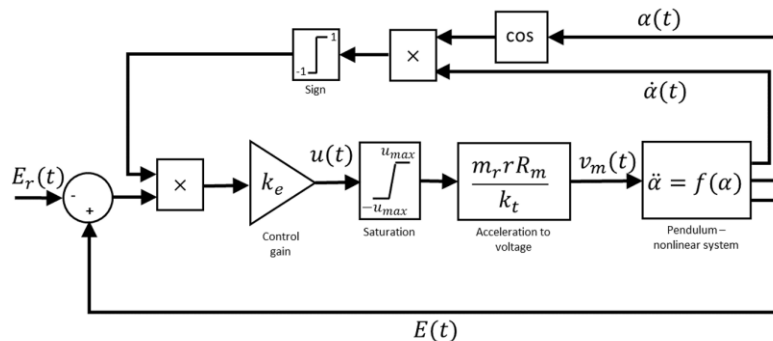 α(t)
cos
×
1
-1
Sign
α̇(t)
E_r(t)
-
+
×
k_e
Control
gain
u(t)
u_max
-u_max
Saturation
m_r r R_m
k_t
Acceleration to
voltage
v_m(t)
α̈ = f(α)
Pendulum –
nonlinear system
E(t)